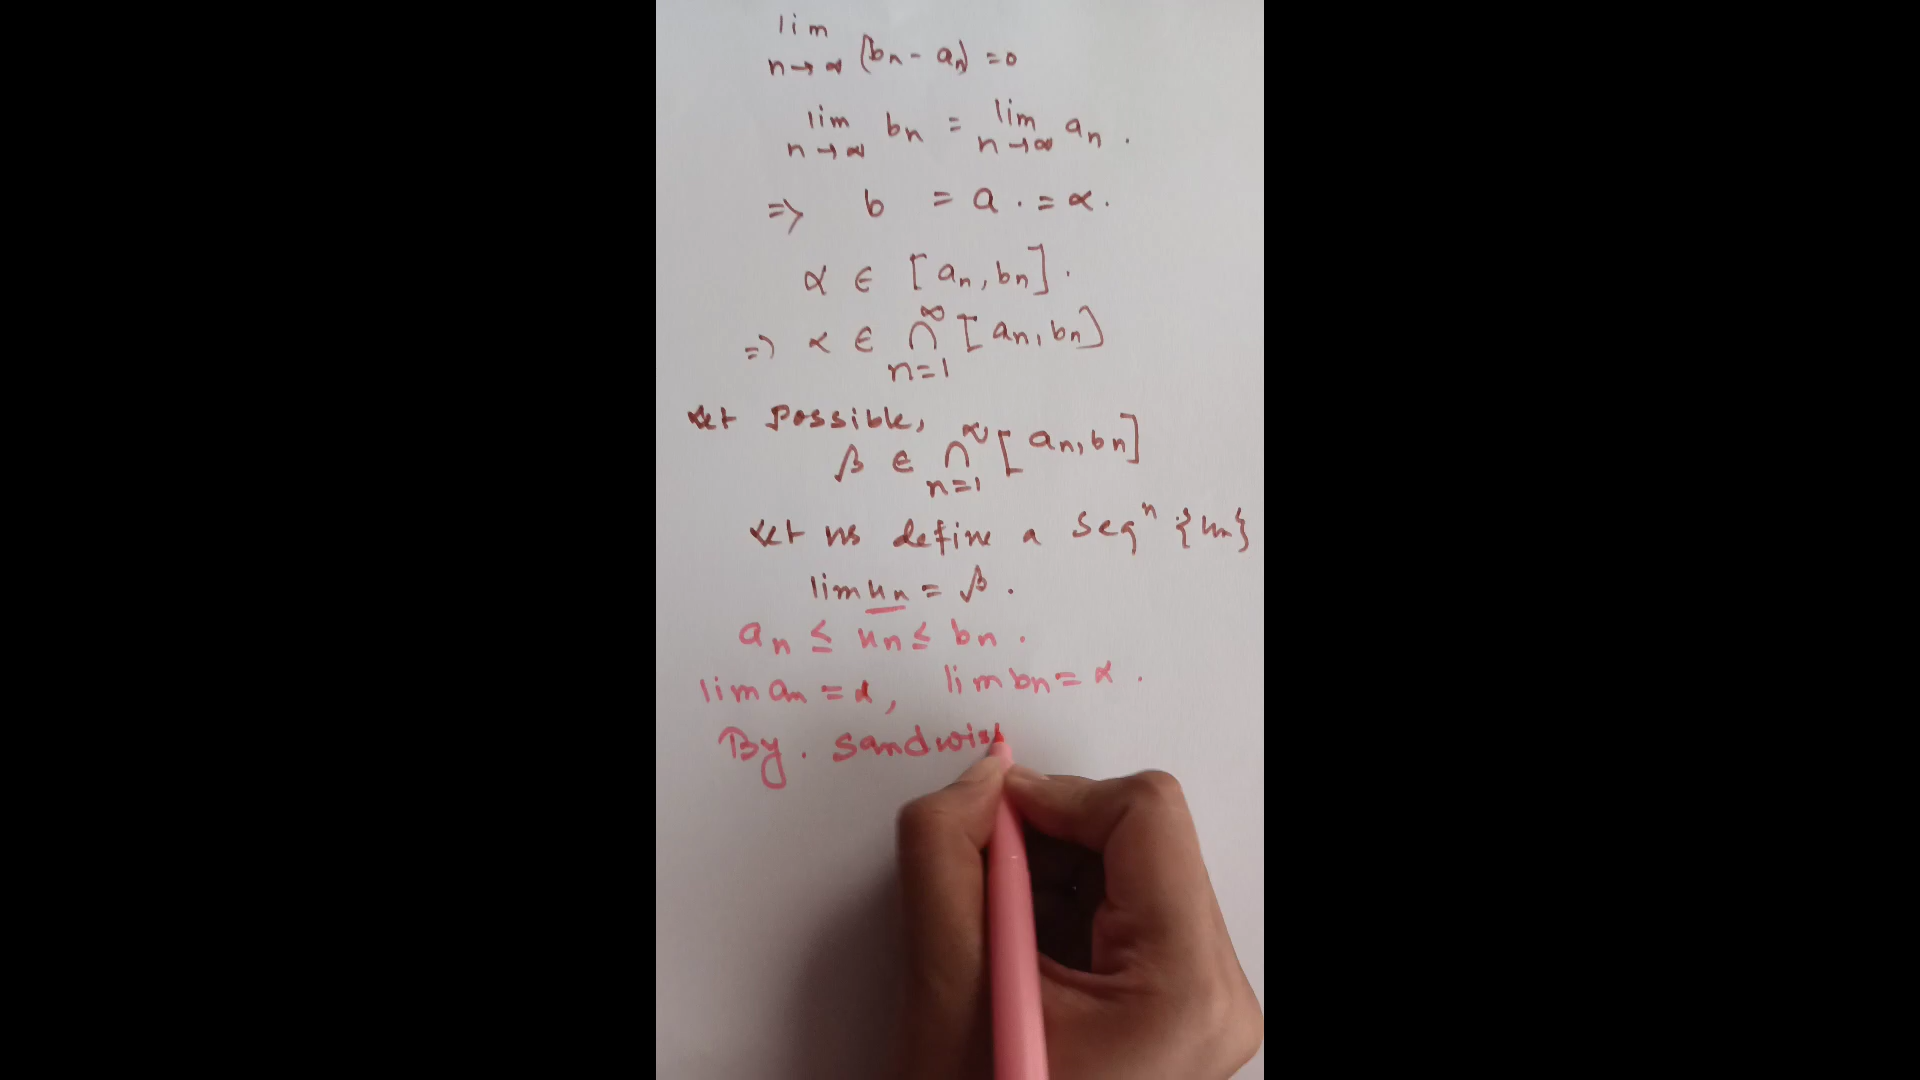 lim
n→∞ (bn - an) = 0
lim n→∞ bn = lim n→∞ an .
=> b = a . = α .
α ∈ [an, bn] .
=> α ∈ ∞∩n=1 [an, bn]
Let possible,
β ∈ ∞∩n=1 [an, bn]
Let us define a seqⁿ {un}
lim un = β .
an ≤ un ≤ bn .
lim an = α, lim bn = α .
By . sandwi